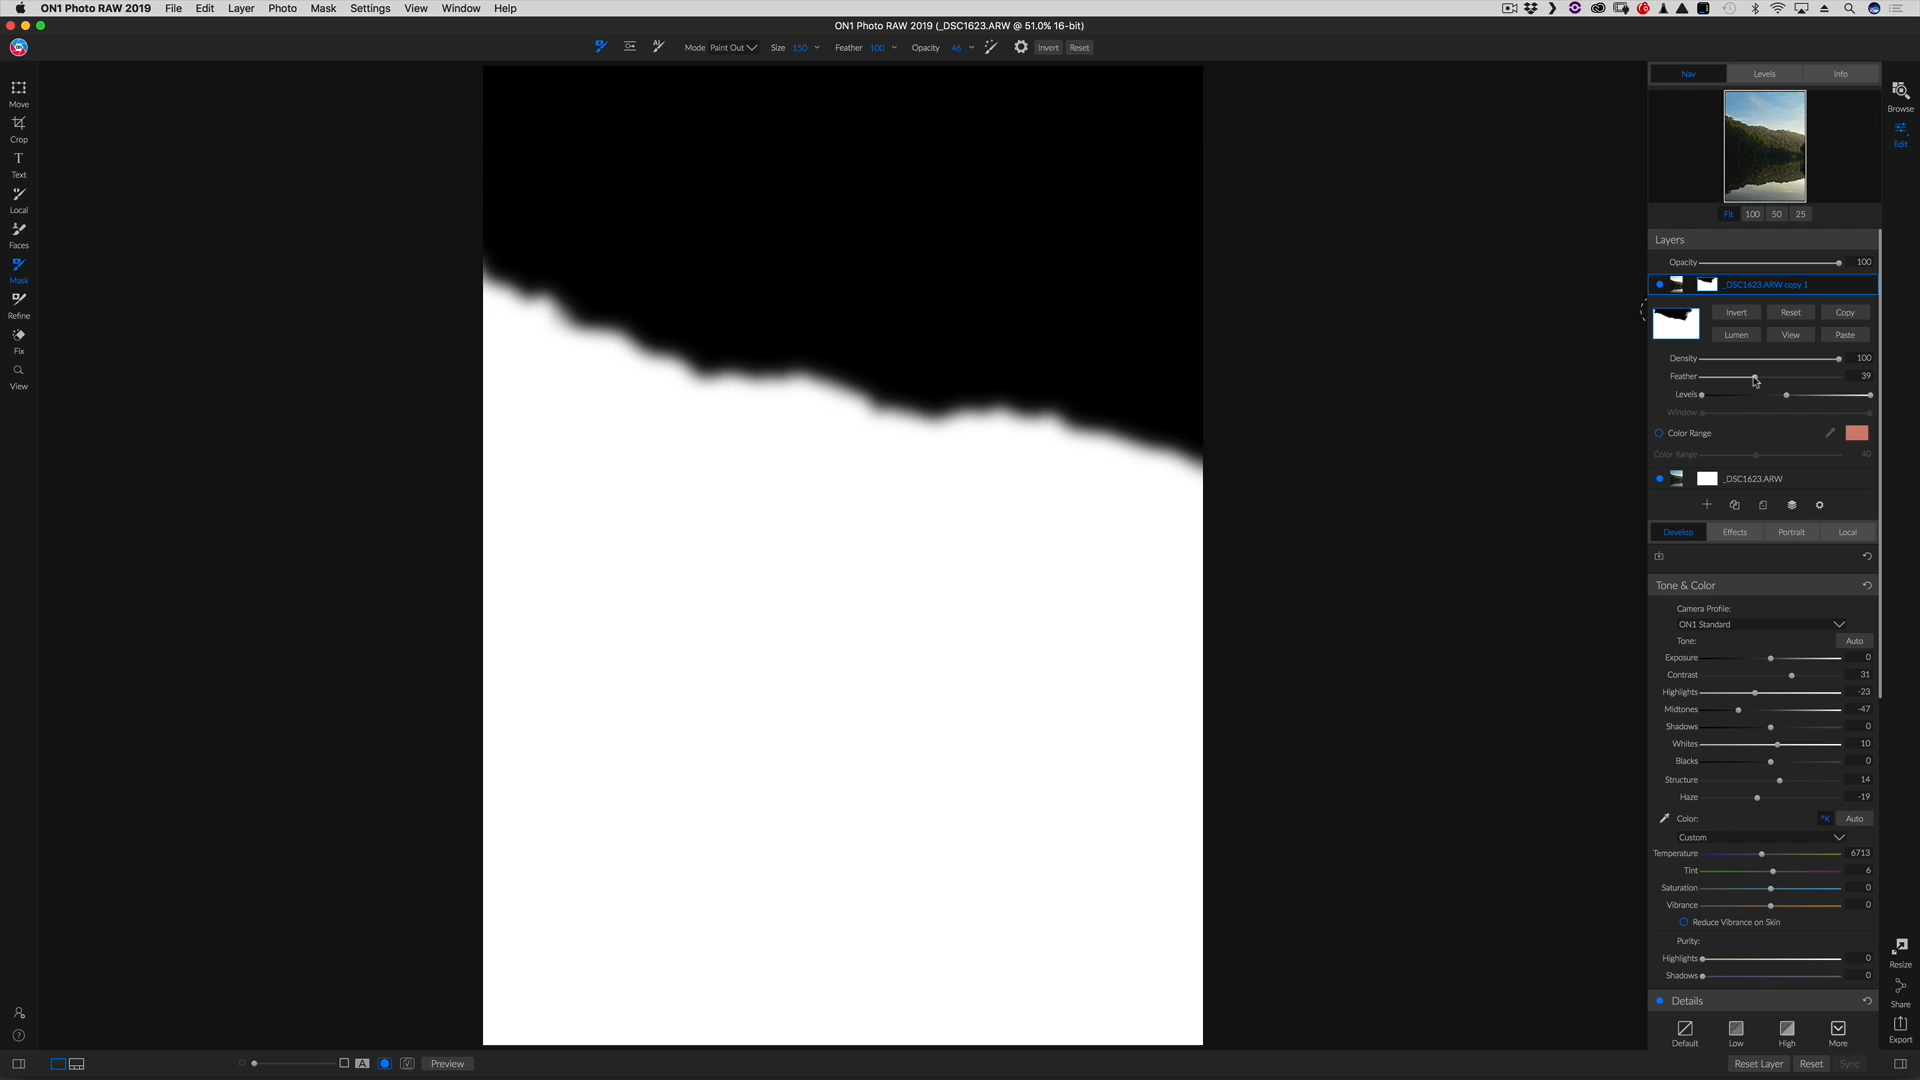 ON1 Photo RAW 2019 File Edit Layer Photo Mask Settings View Window Help
ON1 Photo RAW 2019 (_DSC1623.ARW @ 51.0% 16-bit)
Mode Paint Out Size 150 Feather 100 Opacity 46 Invert Reset
Move
Crop
Text
Local
Faces
Mask
Refine
Fix
View
Nav Levels Info
Browse
Edit
Fit 100 50 25
Layers
Opacity 100
_DSC1623.ARW copy 1
Invert Reset Copy
Lumen View Paste
Density 100
Feather 39
Levels
Window
Color Range
Color Range 40
_DSC1623.ARW
Develop Effects Portrait Local
Tone & Color
Camera Profile:
ON1 Standard
Tone: Auto
Exposure 0
Contrast 31
Highlights -23
Midtones -47
Shadows 0
Whites 10
Blacks 0
Structure 14
Haze -19
Color: °K Auto
Custom
Temperature 6713
Tint 6
Saturation 0
Vibrance 0
Reduce Vibrance on Skin
Purity:
Highlights 0
Shadows 0
Details
Default Low High More
Resize
Share
Export
A Preview
Reset Layer Reset Sync